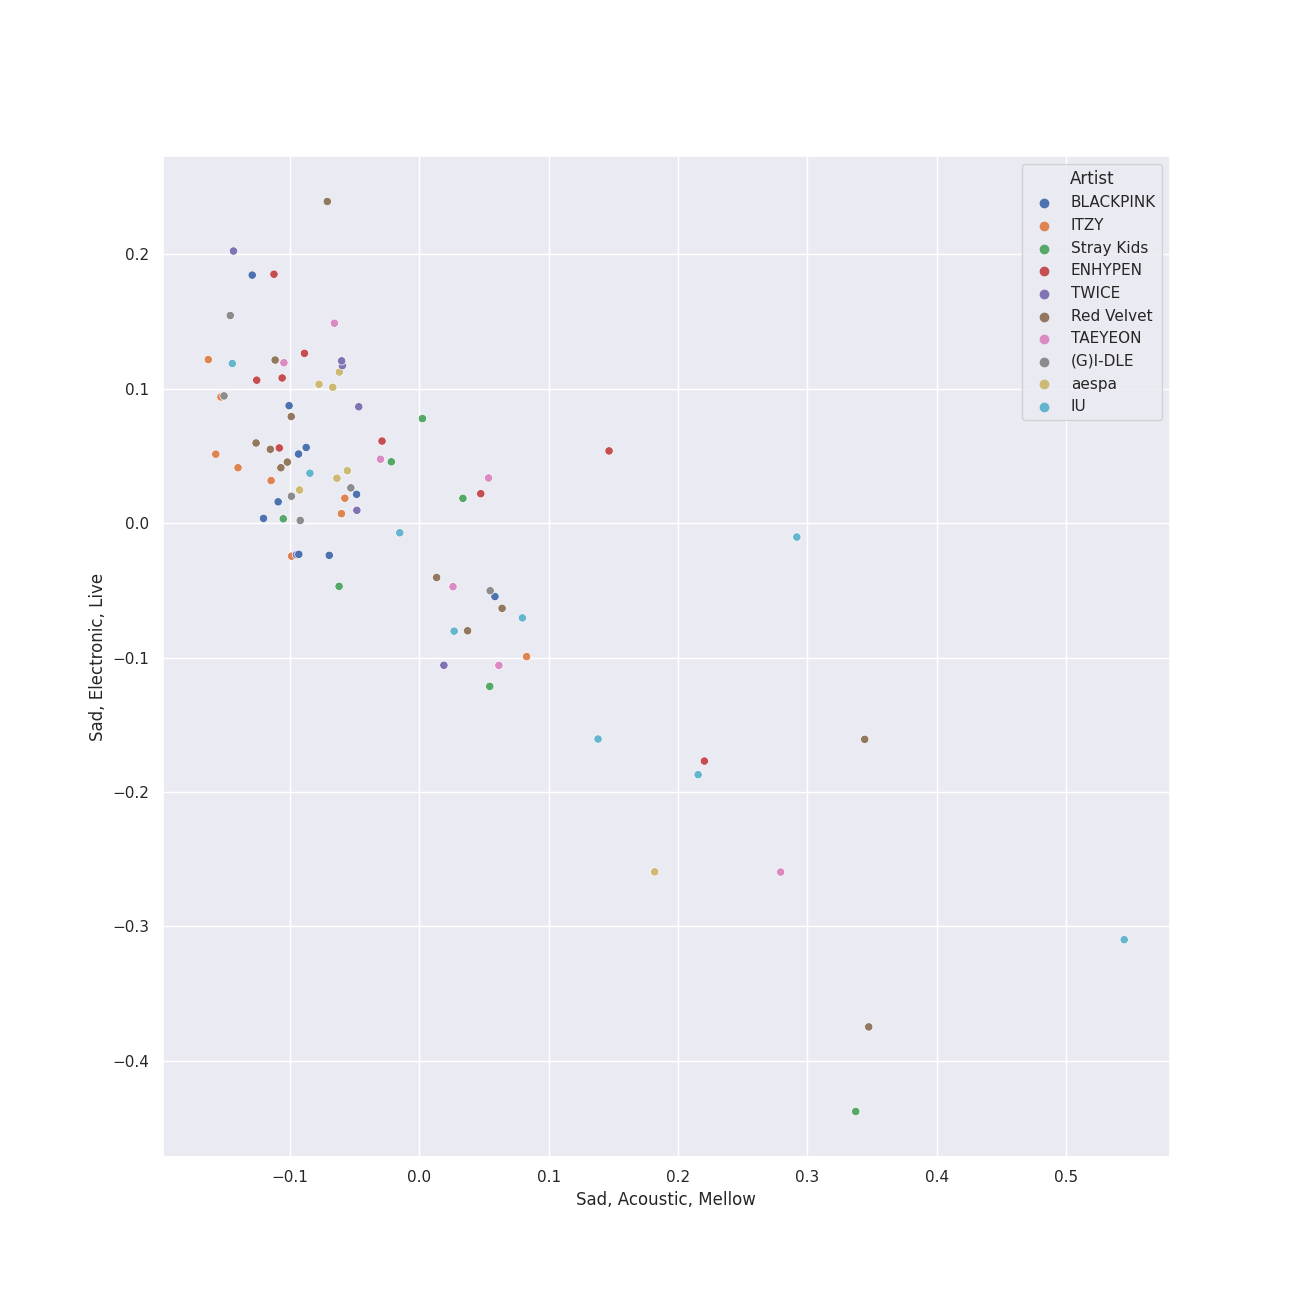 Artist
BLACKPINK
ITZY
Stray Kids
ENHYPEN
TWICE
Red Velvet
TAEYEON
(G)I-DLE
aespa
IU
0.2
0.1
0.0
−0.1
−0.2
−0.3
−0.4
Sad, Electronic, Live
−0.1 0.0 0.1 0.2 0.3 0.4 0.5
Sad, Acoustic, Mellow